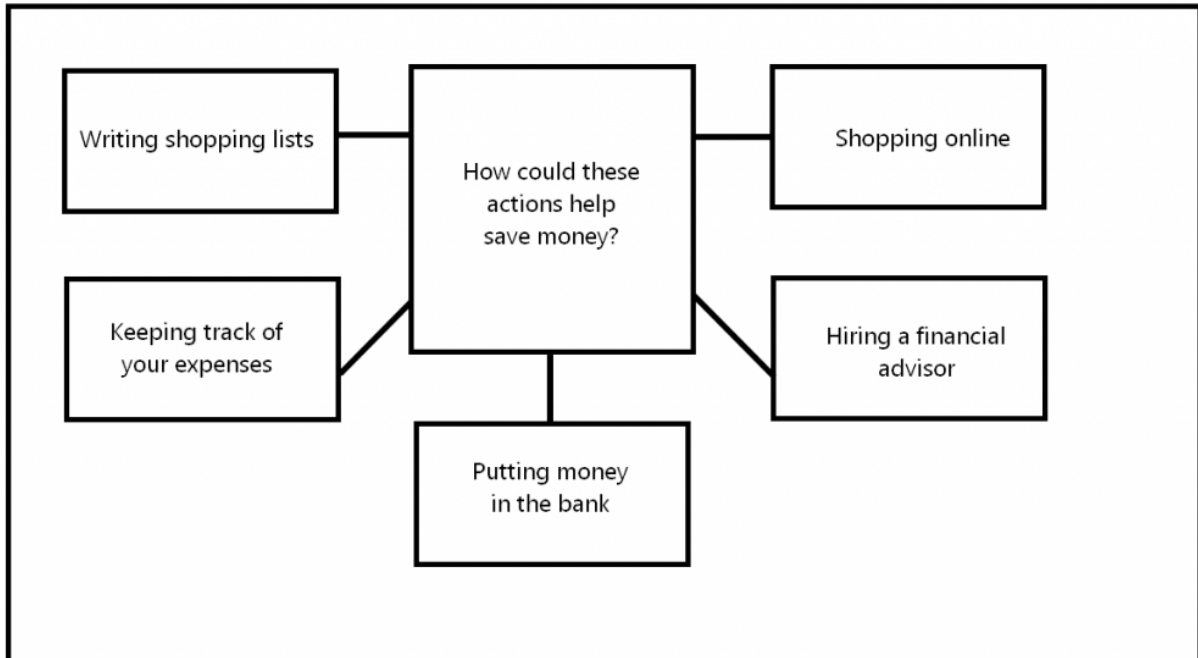 Writing shopping lists
How could these
actions help
save money?
Shopping online
Keeping track of
your expenses
Hiring a financial
advisor
Putting money
in the bank